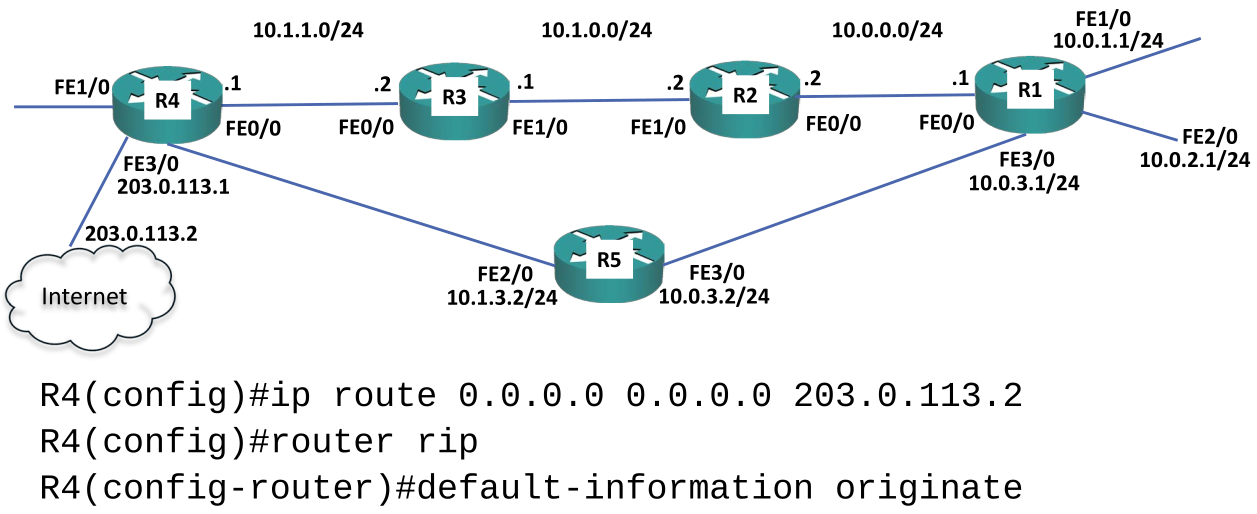 10.1.1.0/24
10.1.0.0/24
10.0.0.0/24
FE1/0
10.0.1.1/24
FE1/0
R4
.1
FE0/0
.2
R3
.1
FE0/0
FE1/0
.2
R2
.2
FE1/0
FE0/0
.1
R1
FE0/0
FE2/0
10.0.2.1/24
FE3/0
203.0.113.1
FE3/0
10.0.3.1/24
203.0.113.2
Internet
R5
FE2/0
10.1.3.2/24
FE3/0
10.0.3.2/24
R4(config)#ip route 0.0.0.0 0.0.0.0 203.0.113.2
R4(config)#router rip
R4(config-router)#default-information originate